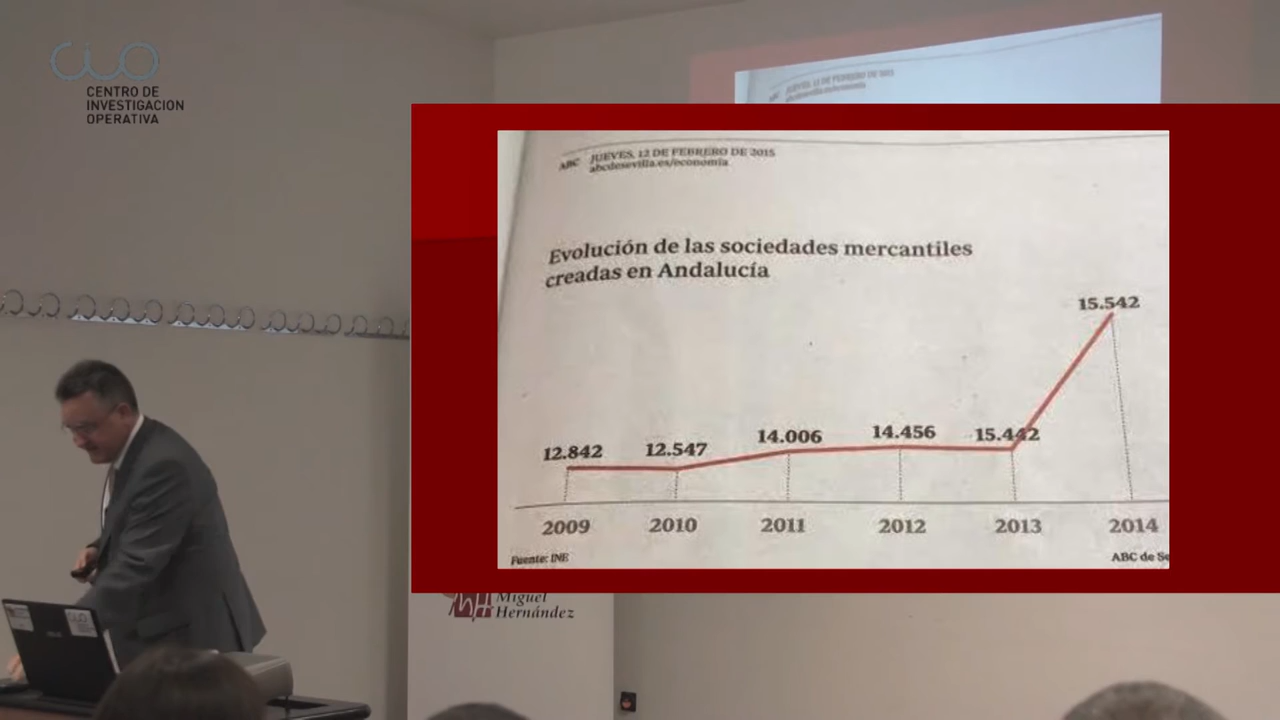 CIO
CENTRO DE
INVESTIGACION
OPERATIVA
ABC
JUEVES, 12 DE FEBRERO DE 2015
abcdesevilla.es/economia
Evolución de las sociedades mercantiles
creadas en Andalucía
15.542
12.842
12.547
14.006
14.456
15.442
2009
2010
2011
2012
2013
2014
Fuente: INE
ABC de Se
Miguel
Hernández